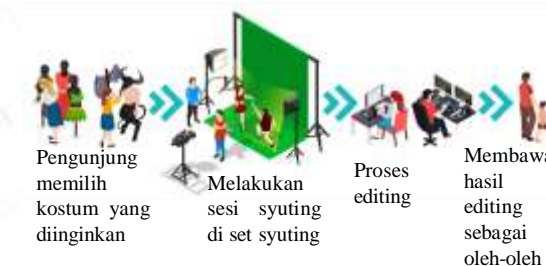 Pengunjung
memilih
kostum yang
diinginkan
Melakukan
sesi syuting
di set syuting
Proses
editing
Membawa
hasil
editing
sebagai
oleh-oleh